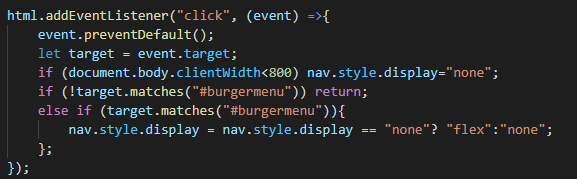 html.addEventListener("click", (event) =>{
    event.preventDefault();
    let target = event.target;
    if (document.body.clientWidth<800) nav.style.display="none";
    if (!target.matches("#burgermenu")) return;
    else if (target.matches("#burgermenu")){
        nav.style.display = nav.style.display == "none"? "flex":"none";
    };
});